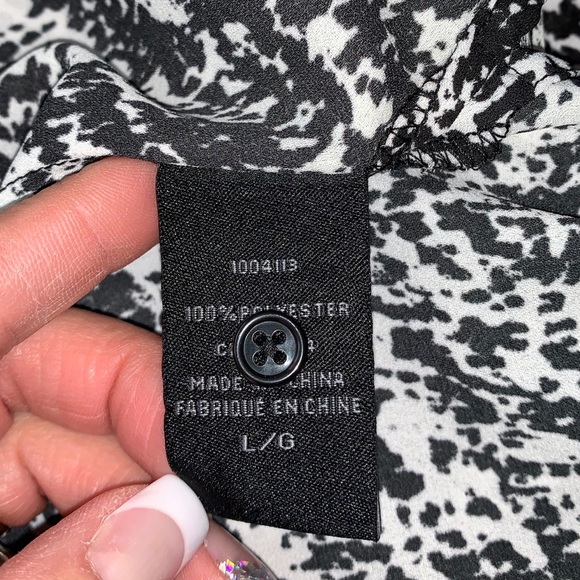 1004113
100% POLYESTER
MADE CHINA
FABRIQUÉ EN CHINE
L/G